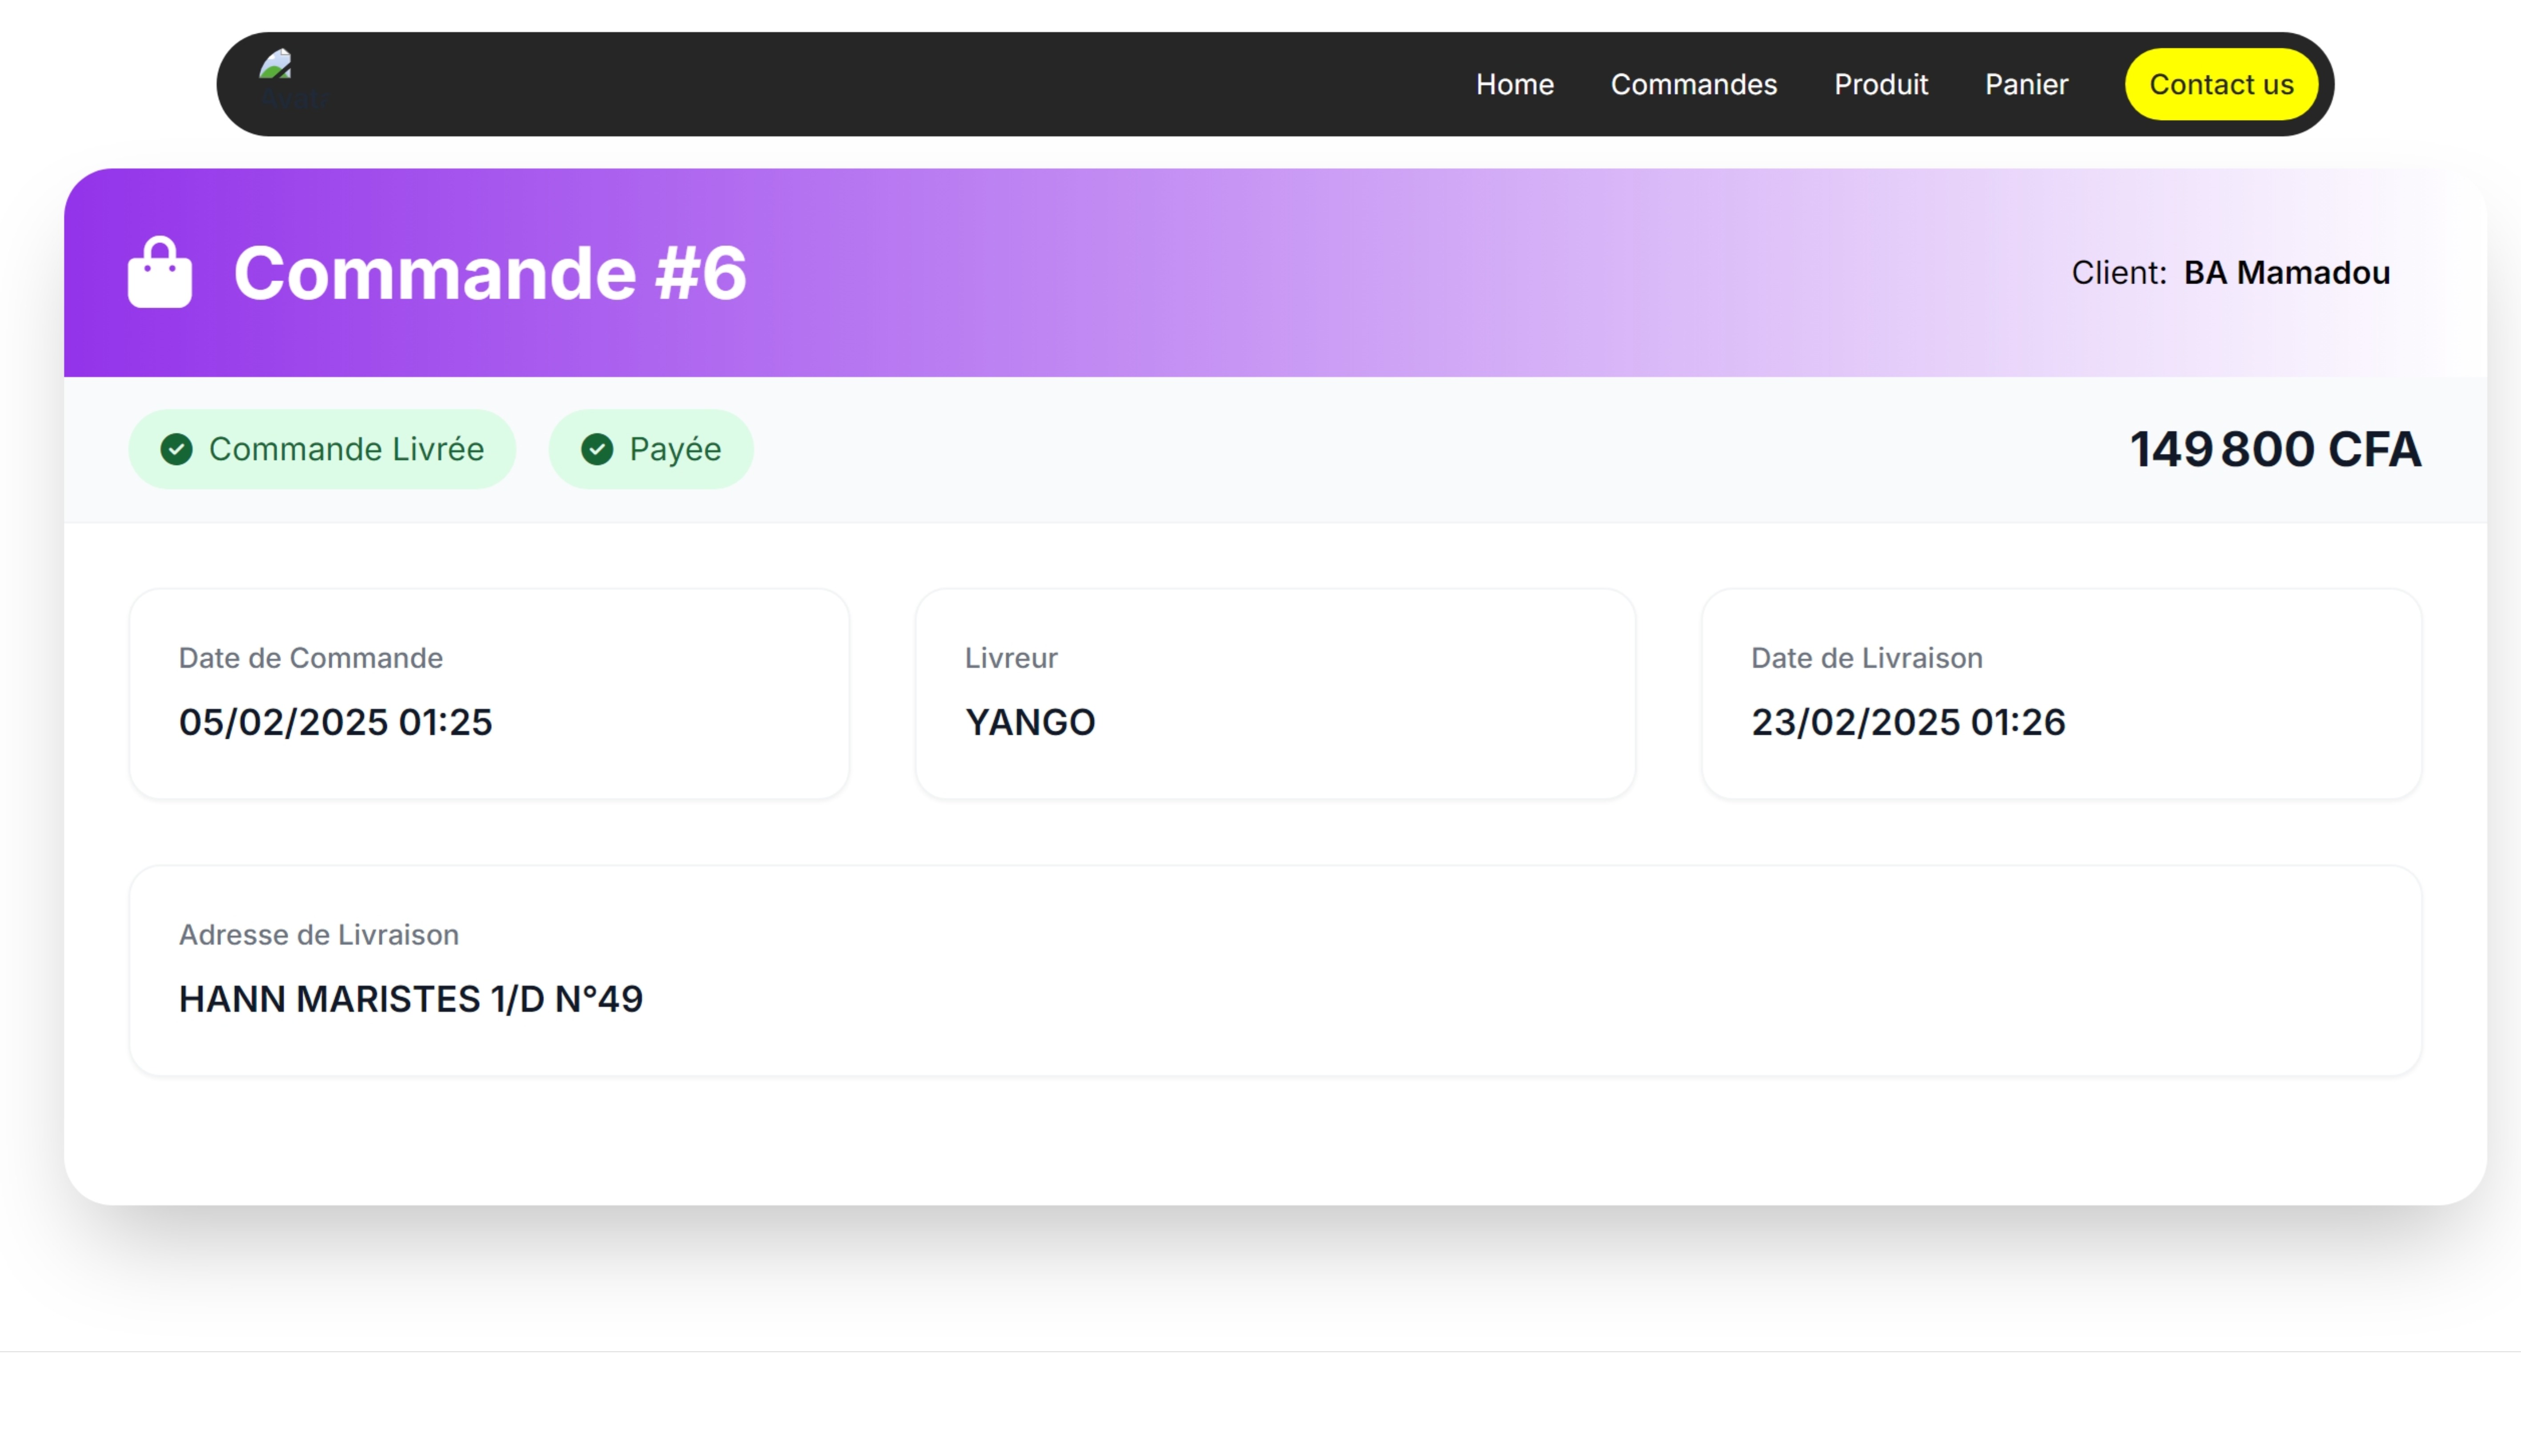 Home Commandes Produit Panier Contact us
Commande #6
Client: BA Mamadou
Commande Livrée Payée 149 800 CFA
Date de Commande
05/02/2025 01:25
Livreur
YANGO
Date de Livraison
23/02/2025 01:26
Adresse de Livraison
HANN MARISTES 1/D N°49